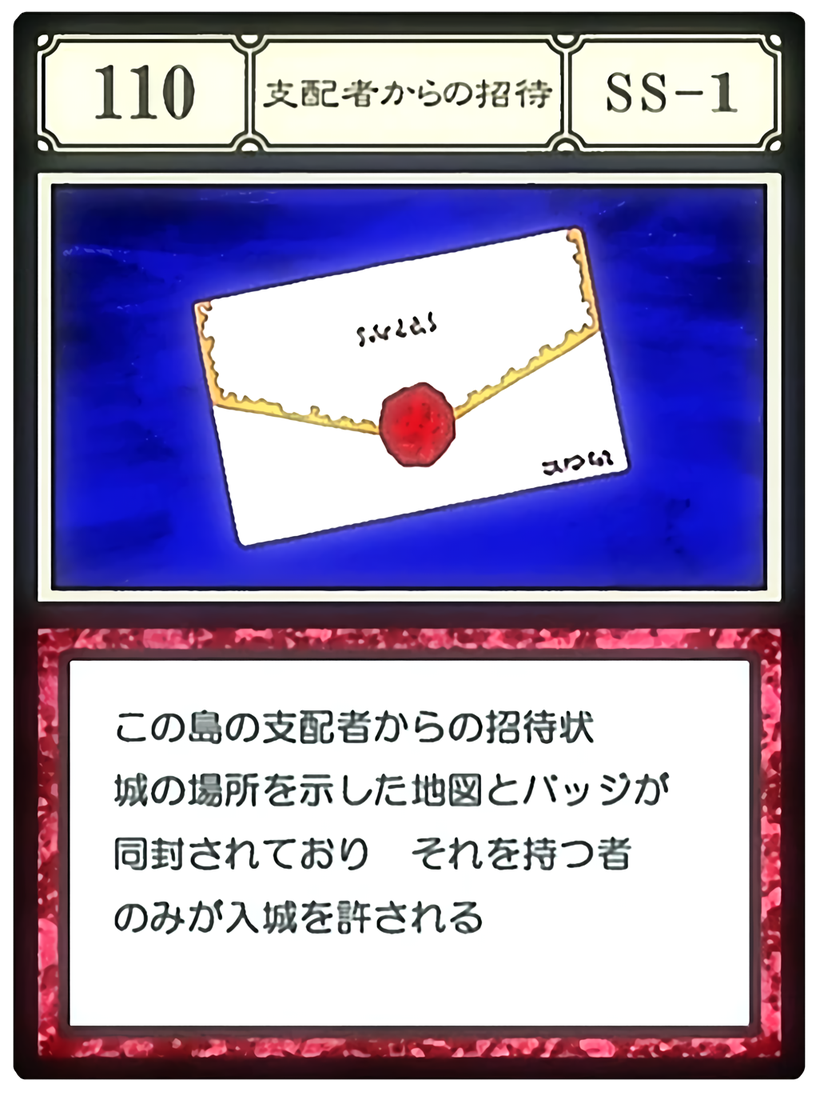 110
支配者からの招待
SS-1
この島の支配者からの招待状
城の場所を示した地図とバッジが
同封されており　それを持つ者
のみが入城を許される